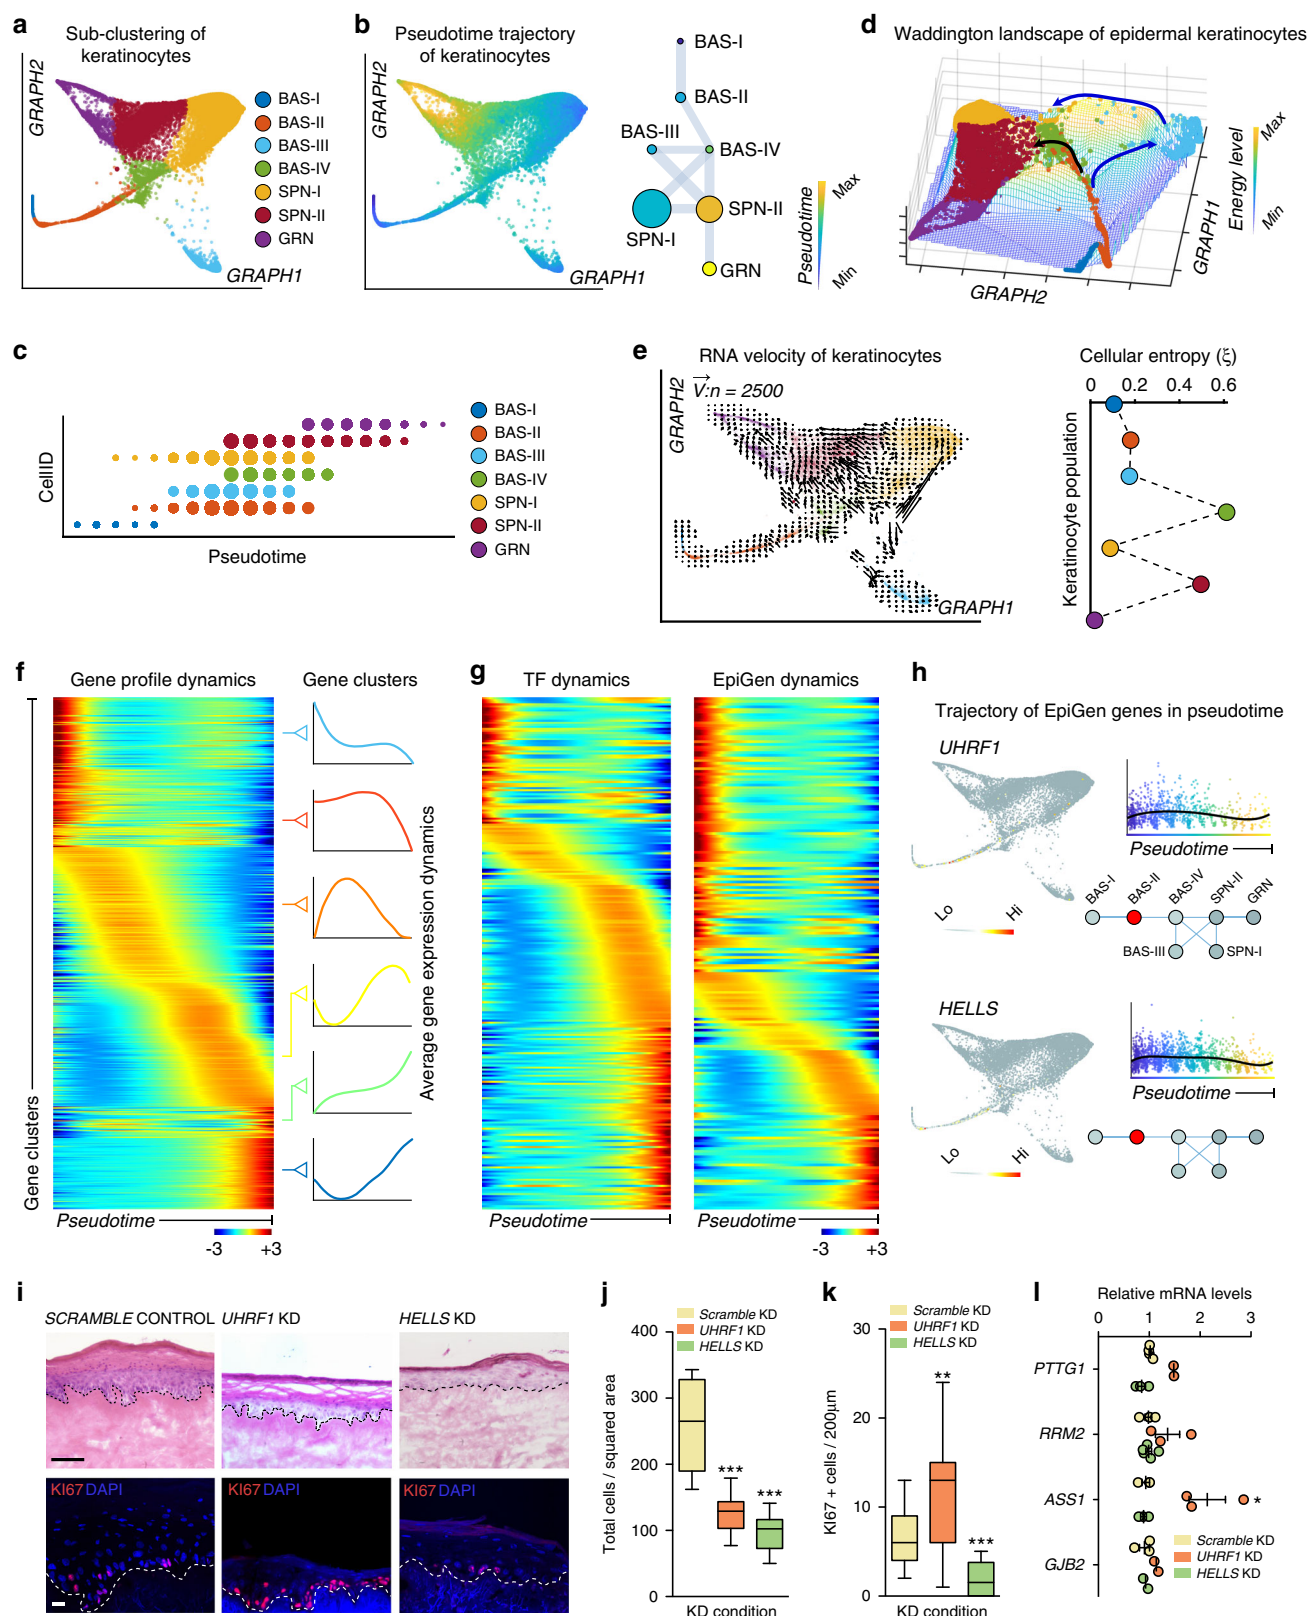 a
Sub-clustering of
keratinocytes
GRAPH2
GRAPH1
BAS-I
BAS-II
BAS-III
BAS-IV
SPN-I
SPN-II
GRN
b
Pseudotime trajectory
of keratinocytes
GRAPH2
GRAPH1
BAS-I
BAS-II
BAS-III
BAS-IV
SPN-II
SPN-I
GRN
Pseudotime
Max
Min
d
Waddington landscape of epidermal keratinocytes
Energy level
Max
Min
GRAPH1
GRAPH2
c
CellID
Pseudotime
BAS-I
BAS-II
BAS-III
BAS-IV
SPN-I
SPN-II
GRN
e
RNA velocity of keratinocytes
GRAPH2
V:n = 2500
GRAPH1
Cellular entropy (ξ)
0 0.2 0.4 0.6
Keratinocyte population
f
Gene profile dynamics
Gene clusters
Gene clusters
Average gene expression dynamics
Pseudotime
-3 +3
g
TF dynamics
EpiGen dynamics
Pseudotime
Pseudotime
-3 +3
h
Trajectory of EpiGen genes in pseudotime
UHRF1
Pseudotime
Lo
Hi
BAS-I
BAS-II
BAS-IV
SPN-II
GRN
BAS-III
SPN-I
HELLS
Pseudotime
Lo
Hi
i
SCRAMBLE CONTROL
UHRF1 KD
HELLS KD
KI67 DAPI
KI67 DAPI
KI67 DAPI
j
Scramble KD
UHRF1 KD
HELLS KD
Total cells / squared area
400
300
200
100
0
***
***
KD condition
k
Scramble KD
UHRF1 KD
HELLS KD
KI67 + cells / 200μm
30
20
10
0
**
***
KD condition
l
Relative mRNA levels
0 1 2 3
PTTG1
RRM2
ASS1
*
GJB2
Scramble KD
UHRF1 KD
HELLS KD